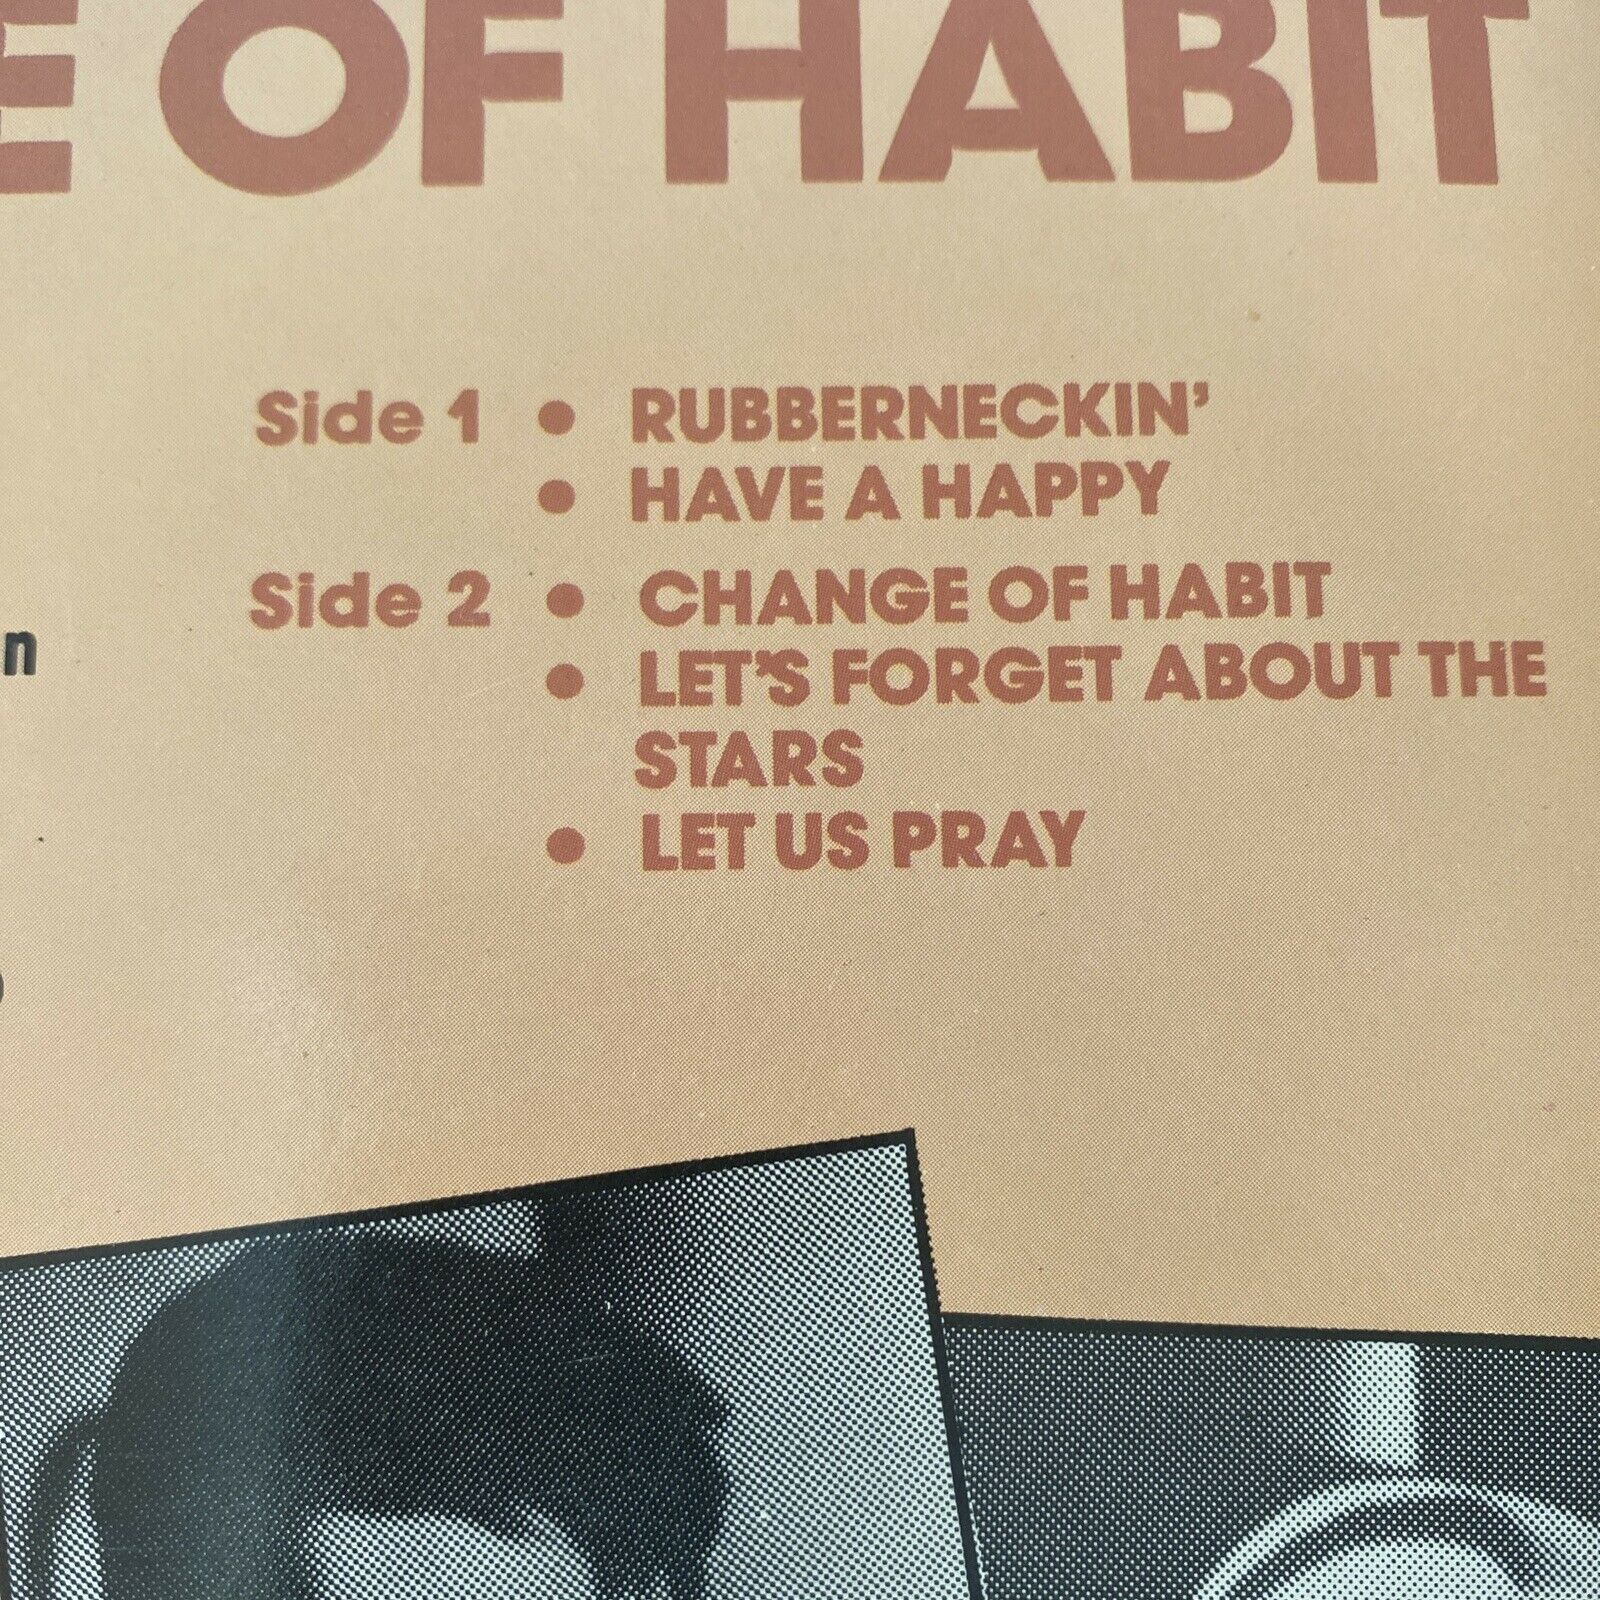 E OF HABIT
Side 1 • RUBBERNECKIN'
• HAVE A HAPPY
Side 2 • CHANGE OF HABIT
• LET'S FORGET ABOUT THE
STARS
• LET US PRAY
n